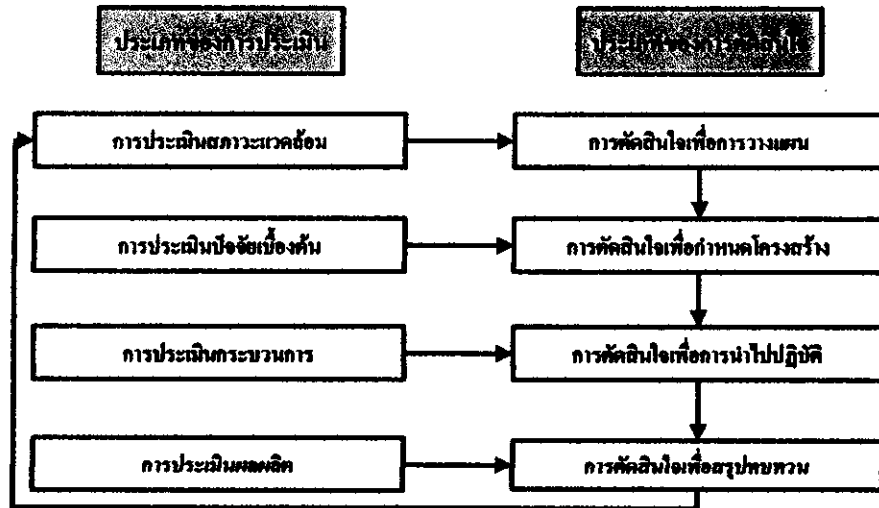 ประเภทของการประเมิน
ประเภทของการตัดสินใจ
การประเมินสภาวะแวดล้อม
การตัดสินใจเพื่อการวางแผน
การประเมินปัจจัยเบื้องต้น
การตัดสินใจเพื่อกำหนดโครงสร้าง
การประเมินกระบวนการ
การตัดสินใจเพื่อการนำไปปฏิบัติ
การประเมินผลผลิต
การตัดสินใจเพื่อสรุปทบทวน